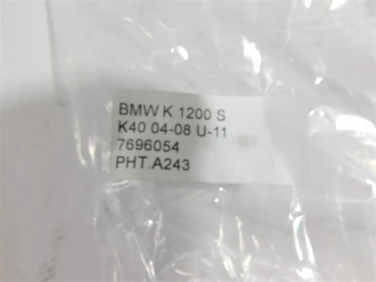 BMW K 1200 S
K40 04-08 U-11
7696054
PHT.A243